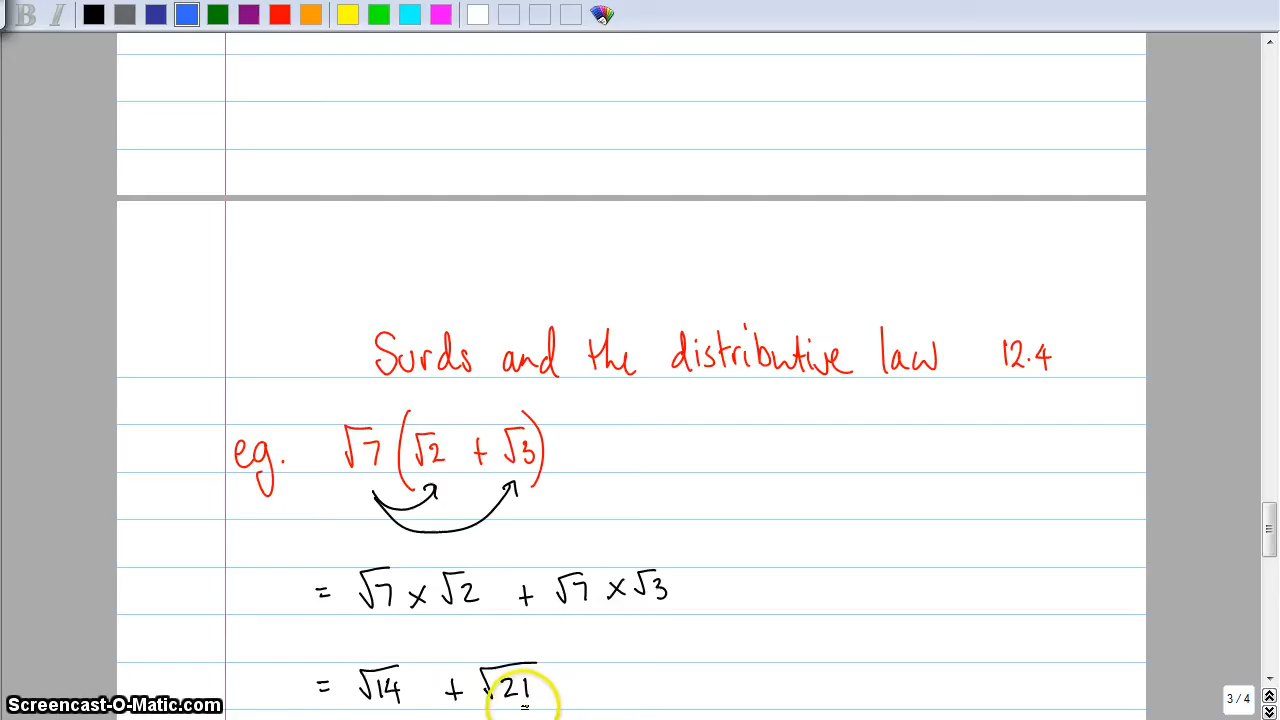 B I
Surds and the distributive law 12.4
eg. √7 (√2 + √3)
= √7 × √2 + √7 × √3
= √14 + √21
Screencast-O-Matic.com
3/4